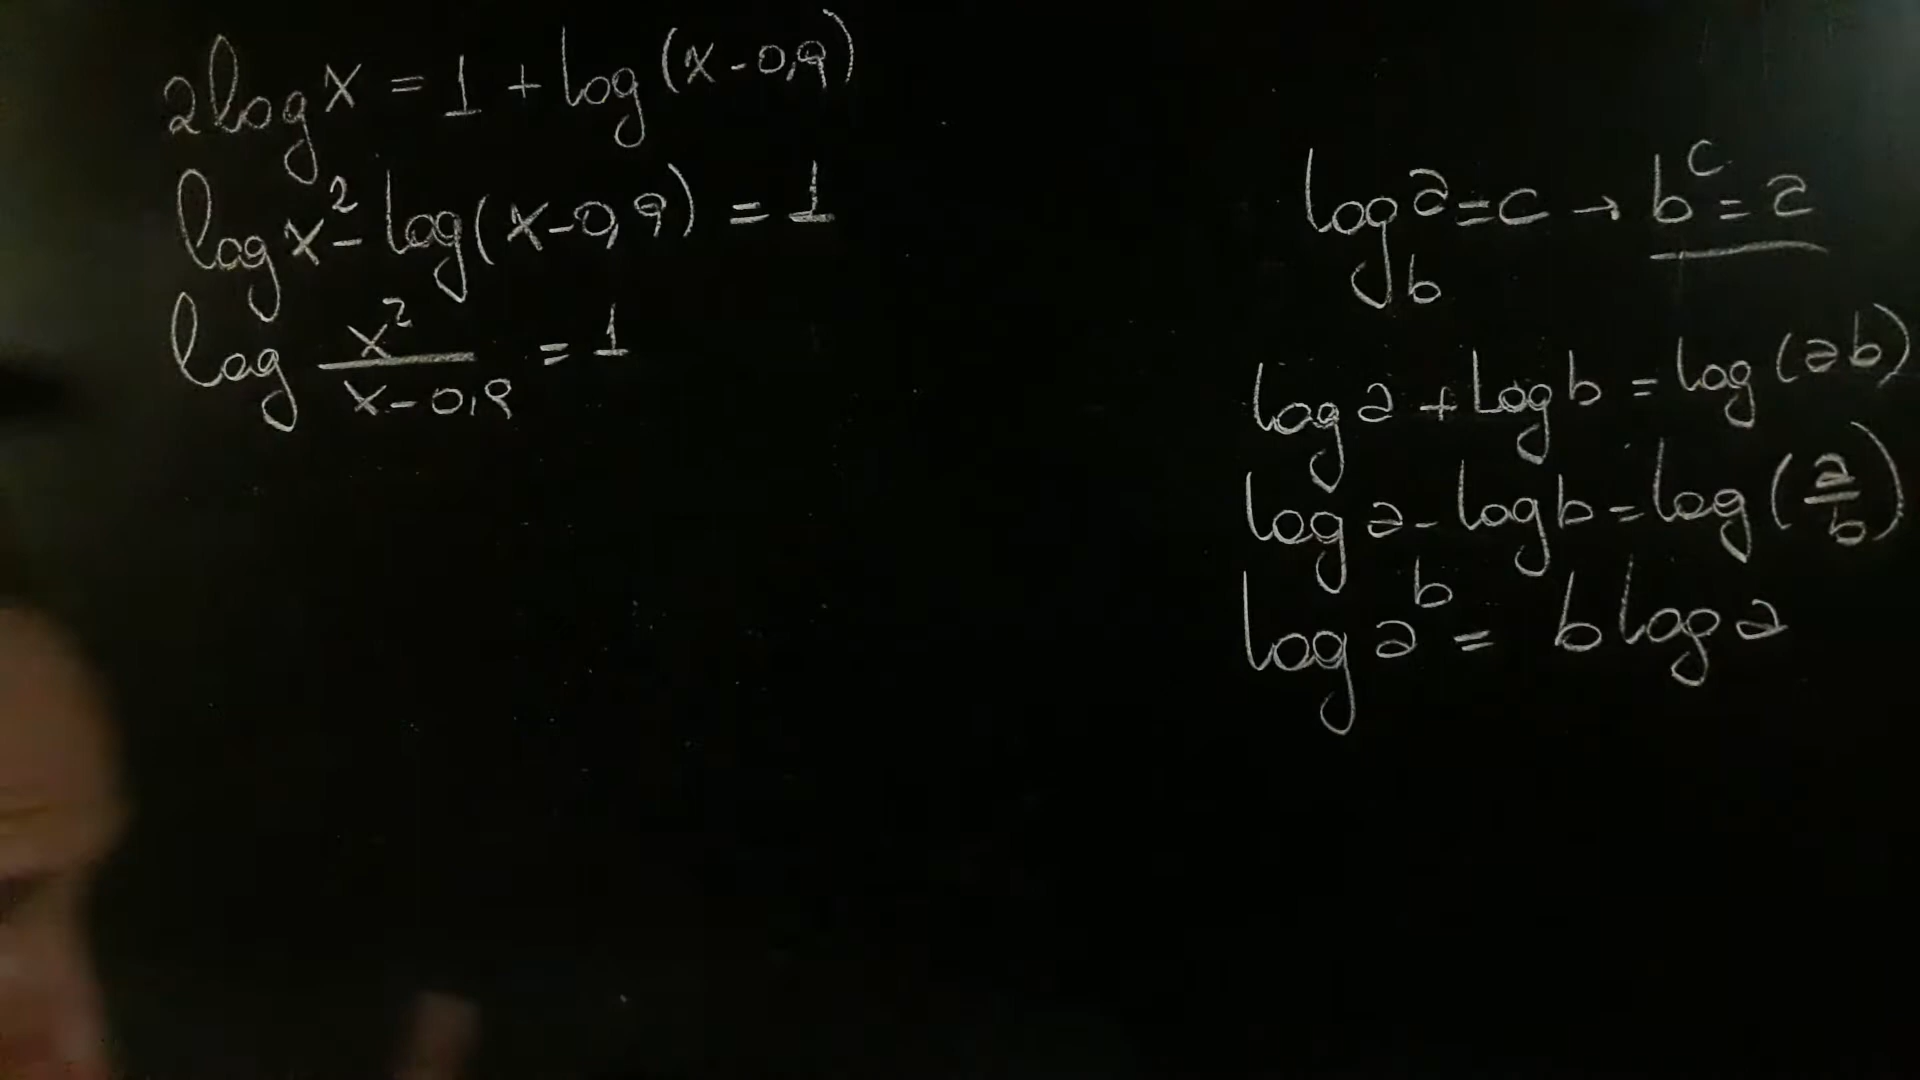 2log x = 1 + log(x-0,9)
log x² - log(x-0,9) = 1
log x²/(x-0,9) = 1
log_b a = c → b^c = a
log a + log b = log(ab)
log a - log b = log(a/b)
log a^b = b log a